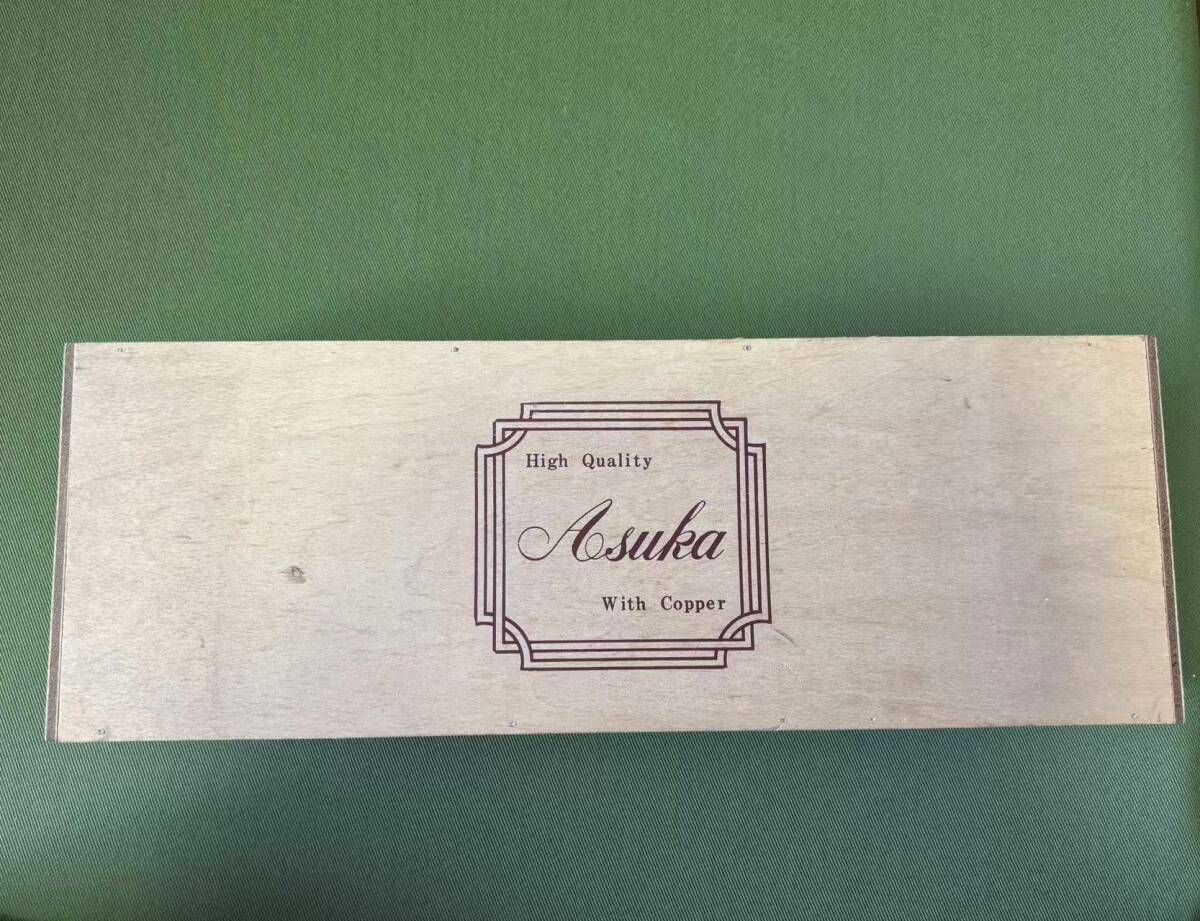 High Quality
Asuka
With Copper